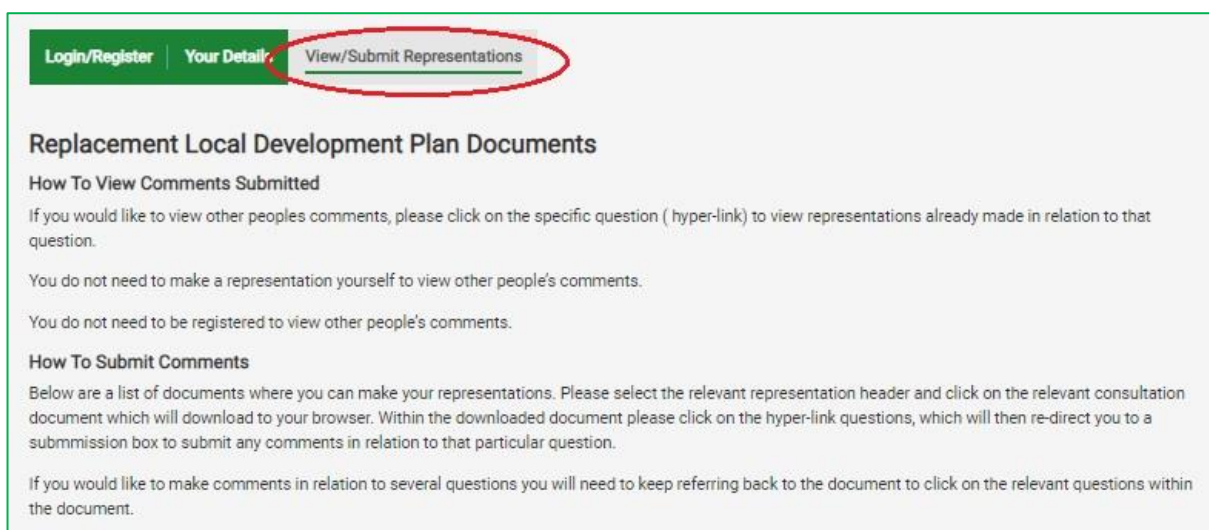 Login/Register Your Details View/Submit Representations
Replacement Local Development Plan Documents
How To View Comments Submitted
If you would like to view other peoples comments, please click on the specific question ( hyper-link) to view representations already made in relation to that
question.
You do not need to make a representation yourself to view other people's comments.
You do not need to be registered to view other people's comments.
How To Submit Comments
Below are a list of documents where you can make your representations. Please select the relevant representation header and click on the relevant consultation
document which will download to your browser. Within the downloaded document please click on the hyper-link questions, which will then re-direct you to a
submmission box to submit any comments in relation to that particular question.
If you would like to make comments in relation to several questions you will need to keep referring back to the document to click on the relevant questions within
the document.